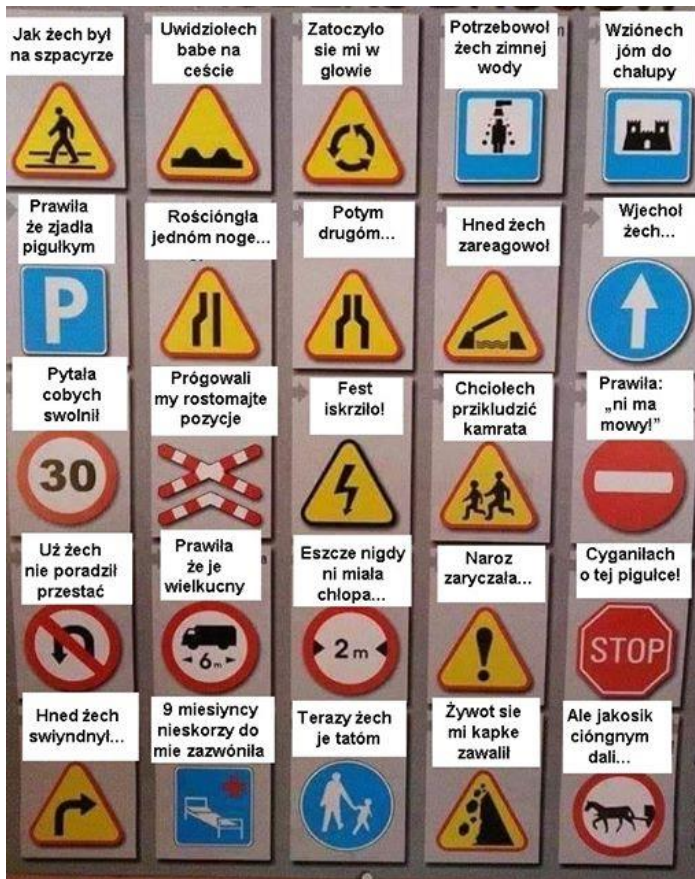 Jak żech był
na szpacyrze
Uwidziołech
babe na
ceście
Zatoczyło
sie mi w
głowie
Potrzebowoł
żech zimnej
wody
Wziónech
jóm do
chałupy
Prawiła
że zjadła
pigułkym
P
Rościóngła
jednóm noge...
Potym
drugóm...
Hned żech
zareagowoł
Wjechoł
żech...
Pytała
cobych
swolnił
30
Prógowali
my rostomajte
pozycje
Fest
iskrziło!
Chciołech
przikludzić
kamrata
Prawiła:
„ni ma
mowy!”
Uż żech
nie poradził
przestać
Prawiła
że je
wielkucny
6m
Eszcze nigdy
ni miała
chłopa...
2 m
Naroz
zaryczała...
Cyganiłach
o tej pigułce!
STOP
Hned żech
swiyndnył...
9 miesiyncy
nieskorzy do
mie zazwóniła
Terazy żech
je tatóm
Żywot sie
mi kapke
zawalił
Ale jakosik
cióngnym
dali...